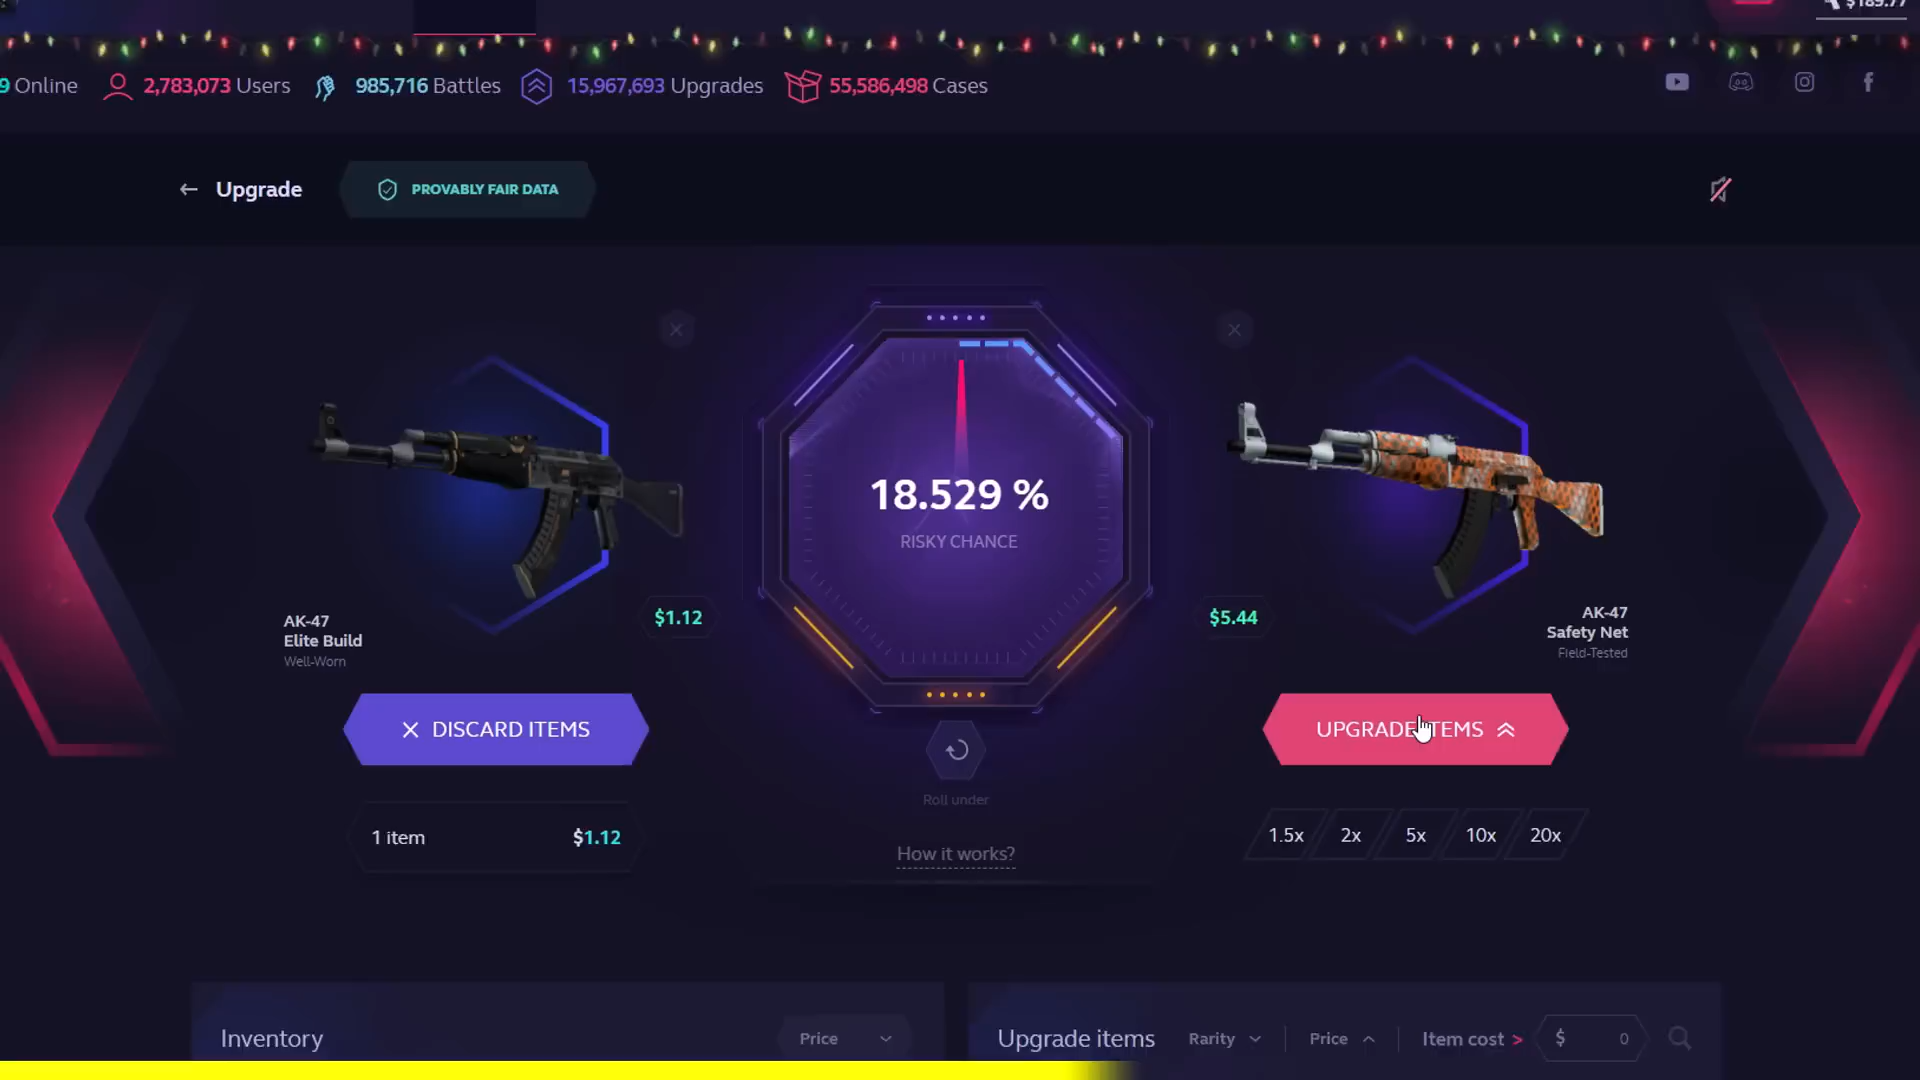 $189.77
9 Online
2,783,073 Users
985,716 Battles
15,967,693 Upgrades
55,586,498 Cases
Upgrade
PROVABLY FAIR DATA
18.529 %
RISKY CHANCE
AK-47
Elite Build
Well-Worn
$1.12
$5.44
AK-47
Safety Net
Field-Tested
DISCARD ITEMS
UPGRADE ITEMS
Roll under
1 item
$1.12
1.5x
2x
5x
10x
20x
How it works?
Inventory
Price
Upgrade items
Rarity
Price
Item cost >
$ 0